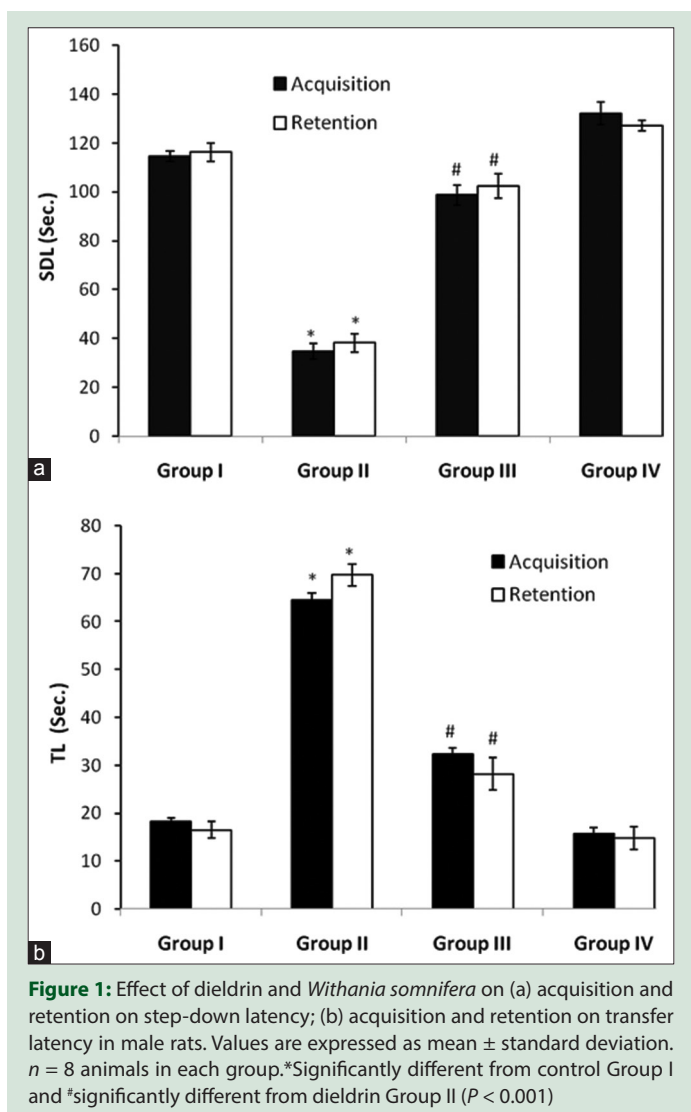 160
140
120
100
80
60
40
20
0
SDL (Sec.)
Acquisition
Retention
* *
# #
Group I Group II Group III Group IV
a
80
70
60
50
40
30
20
10
0
TL (Sec.)
Acquisition
Retention
* *
# #
Group I Group II Group III Group IV
b
Figure 1: Effect of dieldrin and Withania somnifera on (a) acquisition and
retention on step-down latency; (b) acquisition and retention on transfer
latency in male rats. Values are expressed as mean ± standard deviation.
n = 8 animals in each group.*Significantly different from control Group I
and #significantly different from dieldrin Group II (P < 0.001)